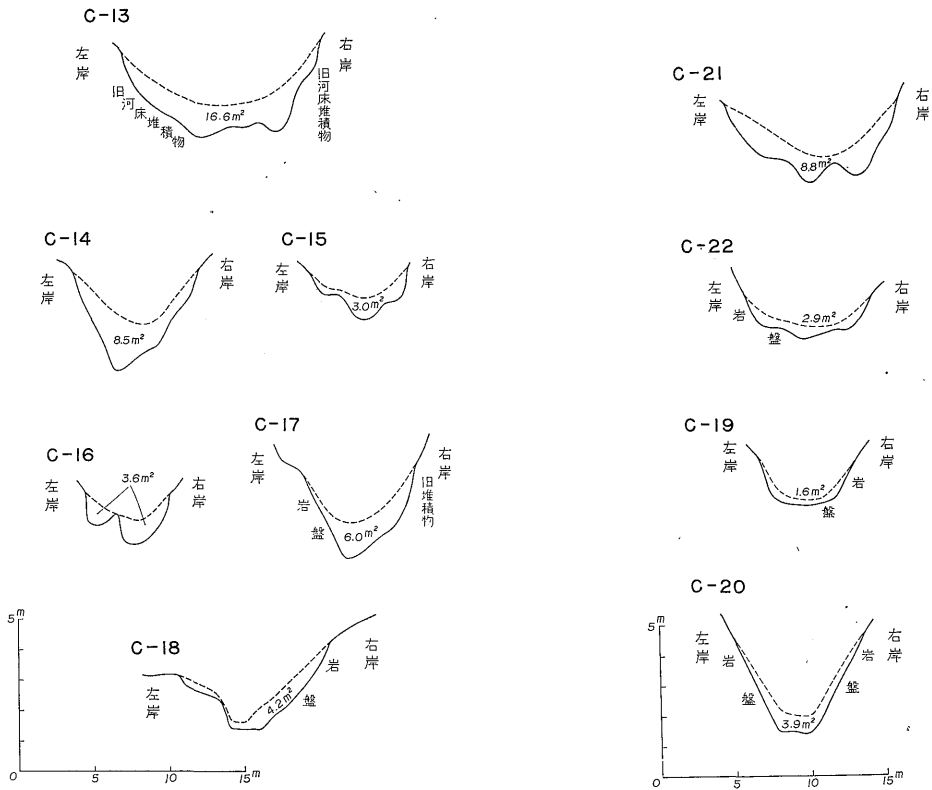 C-13
左岸
右岸
旧河床堆積物
16.6m²
旧河床堆積物
C-21
左岸
右岸
8.8m²
C-14
左岸
右岸
8.5m²
C-15
左岸
右岸
3.0m²
C-22
左岸
右岸
岩盤
2.9m²
C-16
左岸
右岸
3.6m²
C-17
左岸
右岸
岩盤
旧堆積物
6.0m²
C-19
左岸
右岸
岩盤
1.6m²
C-18
左岸
右岸
岩盤
4.2m²
5m
0
5
10
15m
C-20
左岸
右岸
岩盤
岩盤
3.9m²
5m
0
5
10
15m